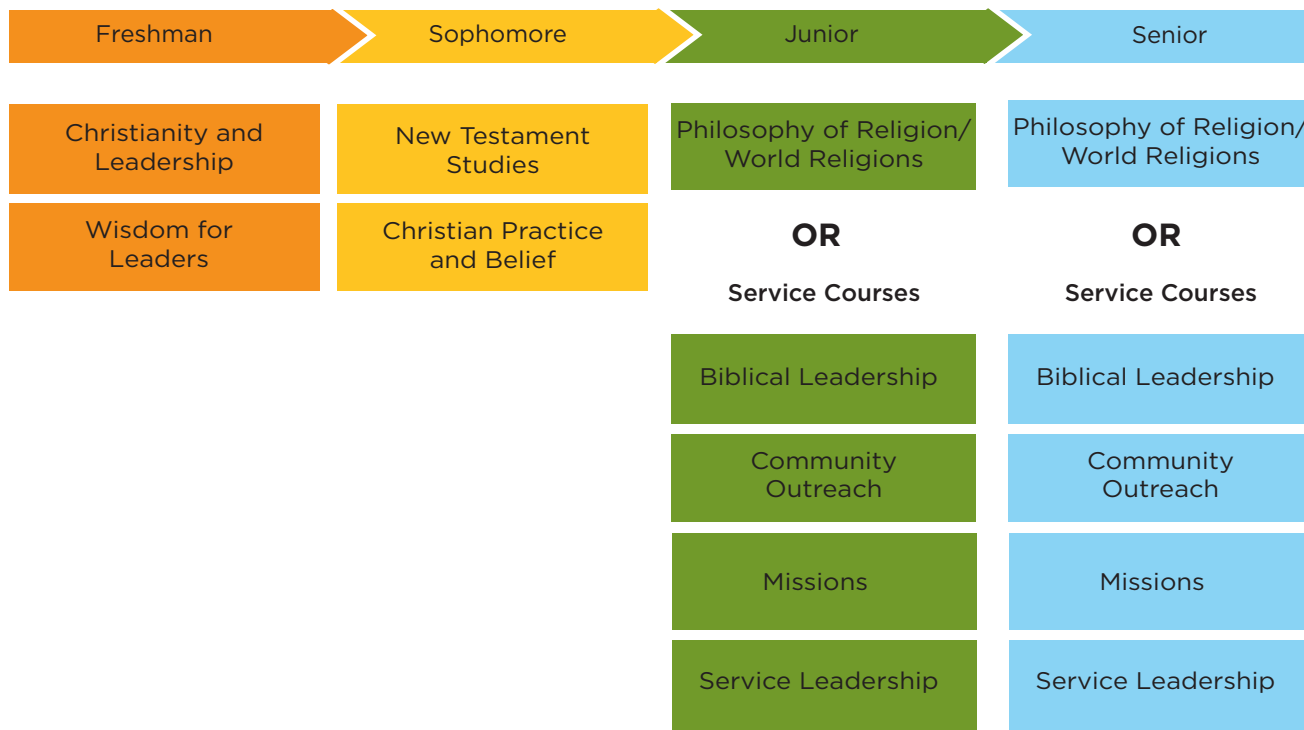 Freshman
Sophomore
Junior
Senior
Christianity and
Leadership
Wisdom for
Leaders
New Testament
Studies
Christian Practice
and Belief
Philosophy of Religion/
World Religions
OR
Service Courses
Biblical Leadership
Community
Outreach
Missions
Service Leadership
Philosophy of Religion/
World Religions
OR
Service Courses
Biblical Leadership
Community
Outreach
Missions
Service Leadership